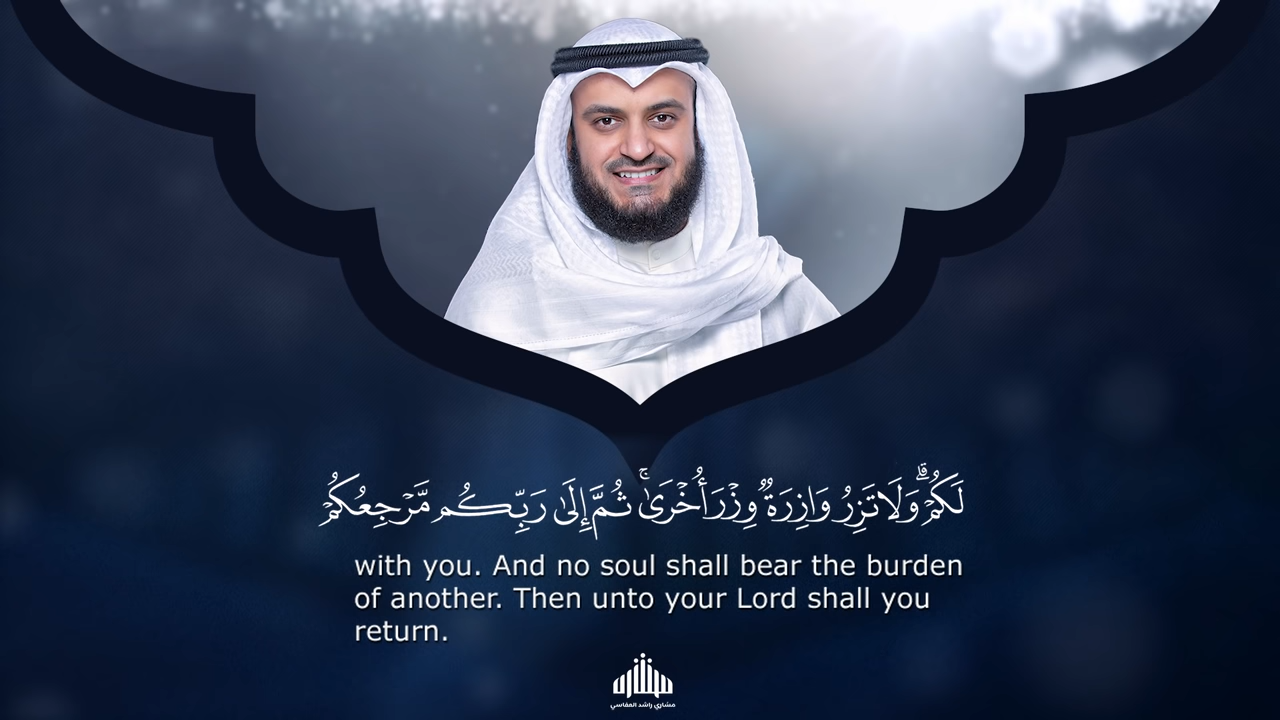 لَكُمْ ۗ وَلَا تَزِرُ وَازِرَةٌ وِزْرَ أُخْرَىٰ ۚ ثُمَّ إِلَىٰ رَبِّكُم مَّرْجِعُكُمْ
with you. And no soul shall bear the burden
of another. Then unto your Lord shall you
return.
مشاري راشد العفاسي